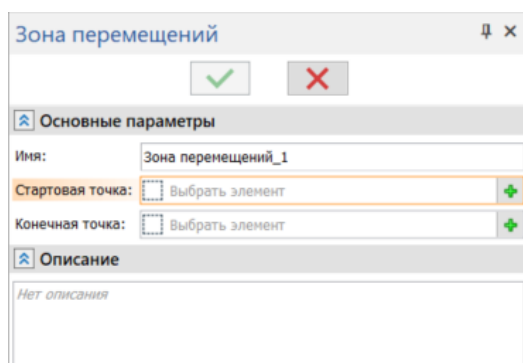 Зона перемещений
Основные параметры
Имя: Зона перемещений_1
Стартовая точка: Выбрать элемент
Конечная точка: Выбрать элемент
Описание
Нет описания